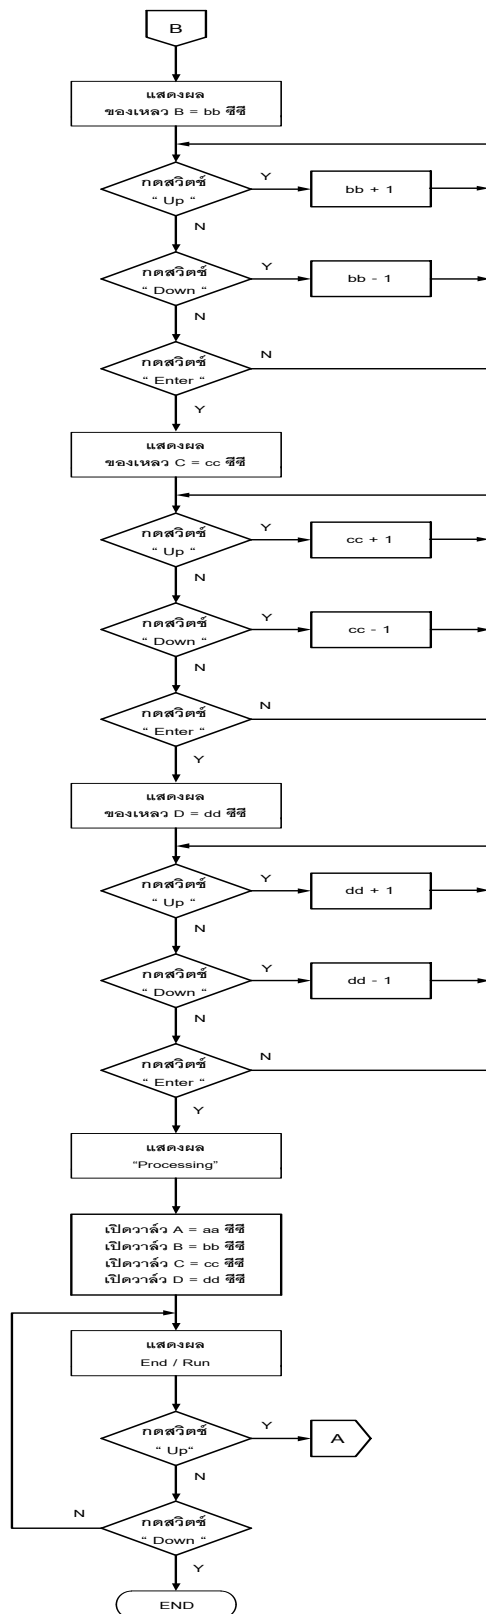 B
แสดงผล
ของเหลว B = bb ซีซี
กดสวิตซ์
" Up "
Y
bb + 1
N
กดสวิตซ์
" Down "
Y
bb - 1
N
กดสวิตซ์
" Enter "
N
Y
แสดงผล
ของเหลว C = cc ซีซี
กดสวิตซ์
" Up "
Y
cc + 1
N
กดสวิตซ์
" Down "
Y
cc - 1
N
กดสวิตซ์
" Enter "
N
Y
แสดงผล
ของเหลว D = dd ซีซี
กดสวิตซ์
" Up "
Y
dd + 1
N
กดสวิตซ์
" Down "
Y
dd - 1
N
กดสวิตซ์
" Enter "
N
Y
แสดงผล
"Processing"
เปิดวาล์ว A = aa ซีซี
เปิดวาล์ว B = bb ซีซี
เปิดวาล์ว C = cc ซีซี
เปิดวาล์ว D = dd ซีซี
แสดงผล
End / Run
กดสวิตซ์
" Up"
Y
A
N
กดสวิตซ์
" Down "
N
Y
END